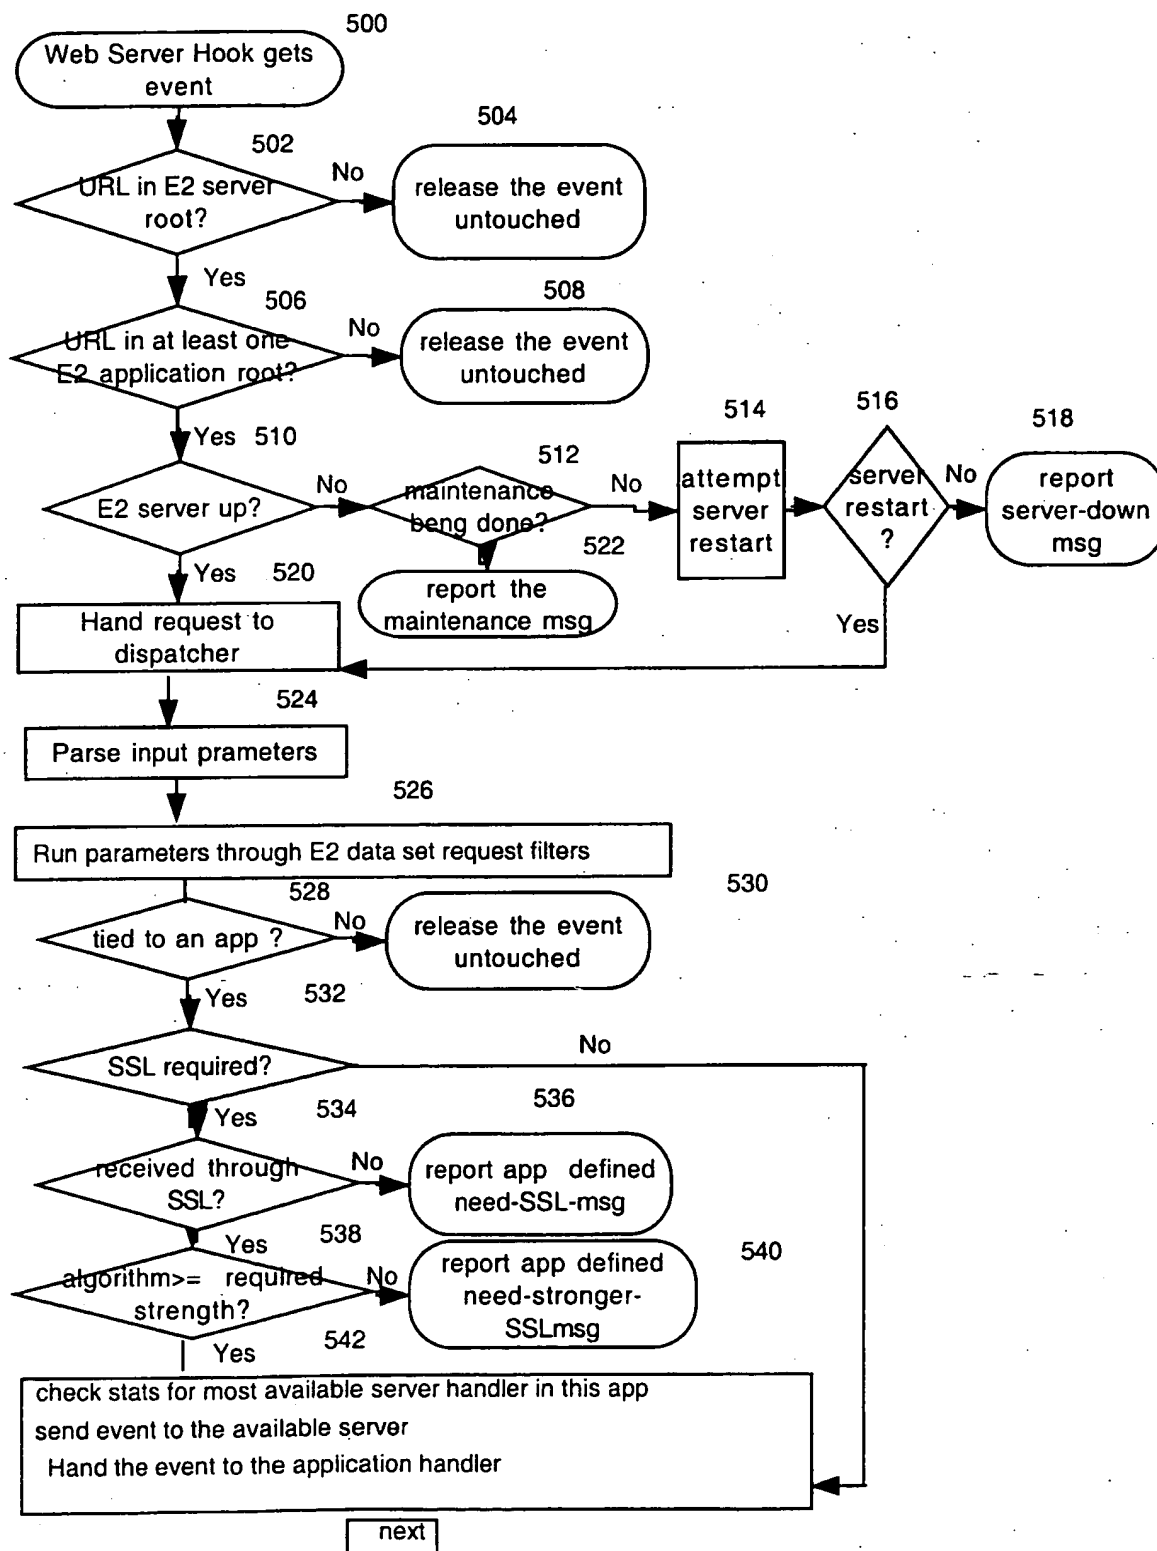 500
Web Server Hook gets
event
502
504
URL in E2 server
root?
No
release the event
untouched
Yes
506
508
URL in at least one
E2 application root?
No
release the event
untouched
Yes
510
512
514
516
518
E2 server up?
No
maintenance
beng done?
No
attempt
server
restart
server
restart
?
No
report
server-down
msg
Yes
520
522
report the
maintenance msg
Yes
Hand request to
dispatcher
524
Parse input prameters
526
Run parameters through E2 data set request filters
528
530
tied to an app ?
No
release the event
untouched
Yes
532
SSL required?
No
Yes
534
536
received through
SSL?
No
report app defined
need-SSL-msg
Yes
538
540
algorithm>= required
strength?
No
report app defined
need-stronger-
SSLmsg
Yes
542
check stats for most available server handler in this app
send event to the available server
Hand the event to the application handler
next